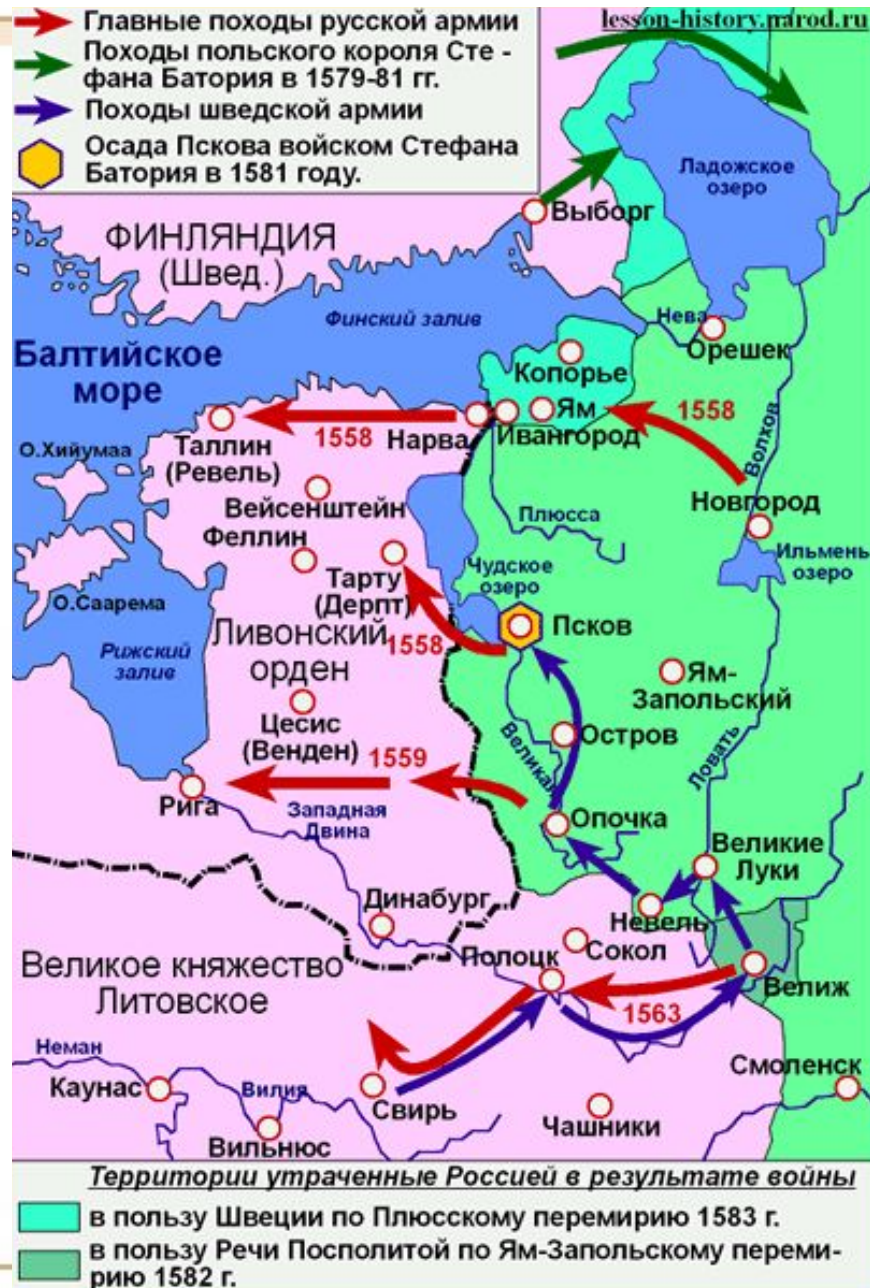 lesson-history.narod.ru
Главные походы русской армии
Походы польского короля Сте -
фана Батория в 1579-81 гг.
Походы шведской армии
Осада Пскова войском Стефана
Батория в 1581 году.
Ладожское
озеро
Выборг
ФИНЛЯНДИЯ
(Швед.)
Финский залив
Нева
Орешек
Балтийское
море
Копорье
Ям
1558
Нарва
Ивангород
1558
Таллин
(Ревель)
Волхов
О.Хийумаа
Вейсенштейн
Новгород
Плюсса
Феллин
Ильмень
озеро
Чудское
озеро
Тарту
(Дерпт)
О.Саарема
1558
Псков
Рижский
залив
Ливонский
орден
Ям-
Запольский
Цесис
(Венден)
Остров
Великая
Ловать
1559
Рига
Западная
Двина
Опочка
Великие
Луки
Динабург
Невель
Сокол
Полоцк
Великое княжество
Литовское
Велиж
1563
Неман
Смоленск
Каунас
Вилия
Свирь
Чашники
Вильнюс
Территории утраченные Россией в результате войны
в пользу Швеции по Плюсскому перемирию 1583 г.
в пользу Речи Посполитой по Ям-Запольскому переми-
рию 1582 г.